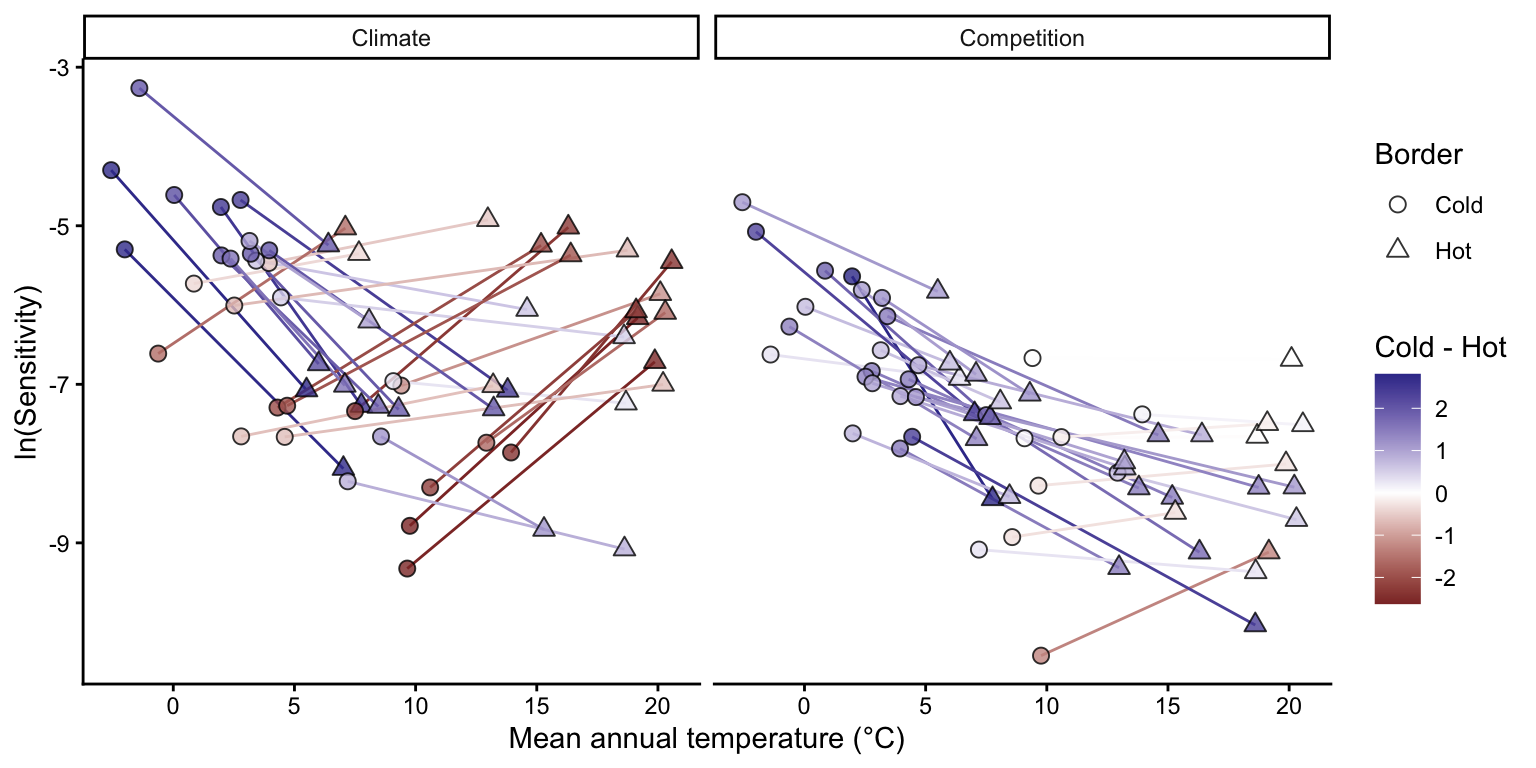 Climate
Competition
-3
-5
-7
-9
ln(Sensitivity)
0 5 10 15 20
0 5 10 15 20
Mean annual temperature (°C)
Border
Cold
Hot
Cold - Hot
2
1
0
-1
-2